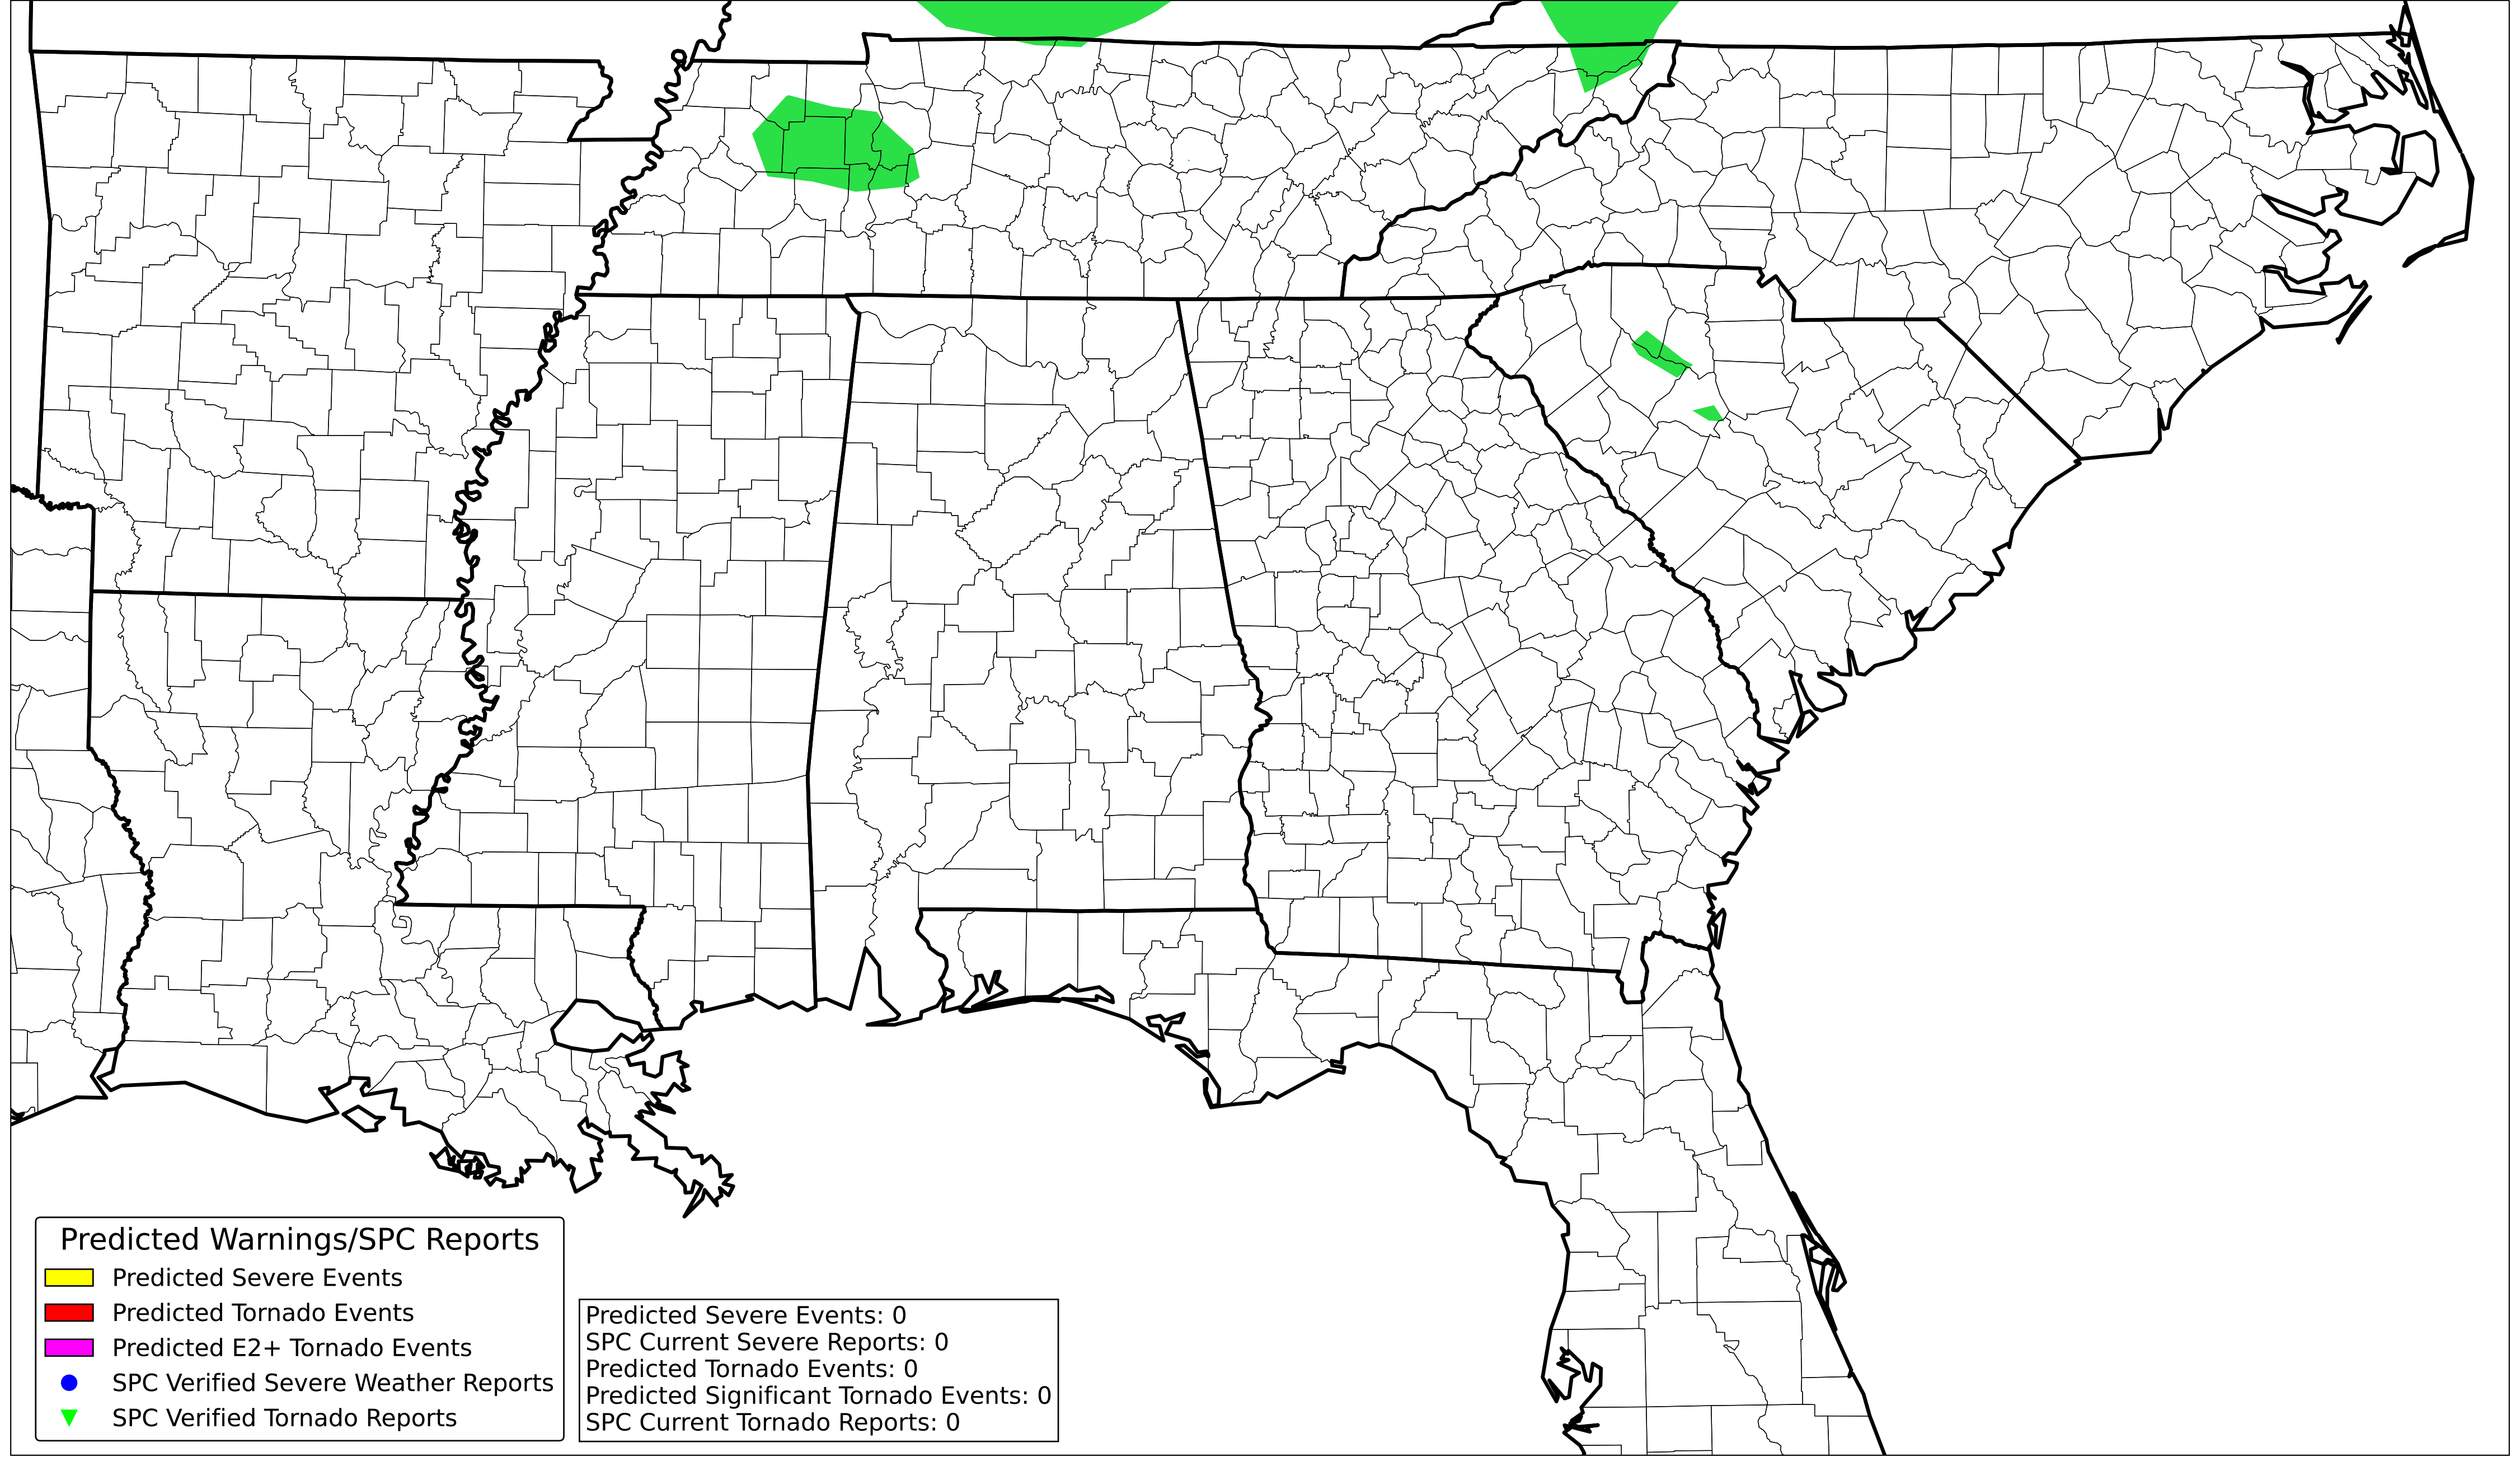 Predicted Warnings/SPC Reports
Predicted Severe Events
Predicted Tornado Events
Predicted E2+ Tornado Events
SPC Verified Severe Weather Reports
SPC Verified Tornado Reports
Predicted Severe Events: 0
SPC Current Severe Reports: 0
Predicted Tornado Events: 0
Predicted Significant Tornado Events: 0
SPC Current Tornado Reports: 0